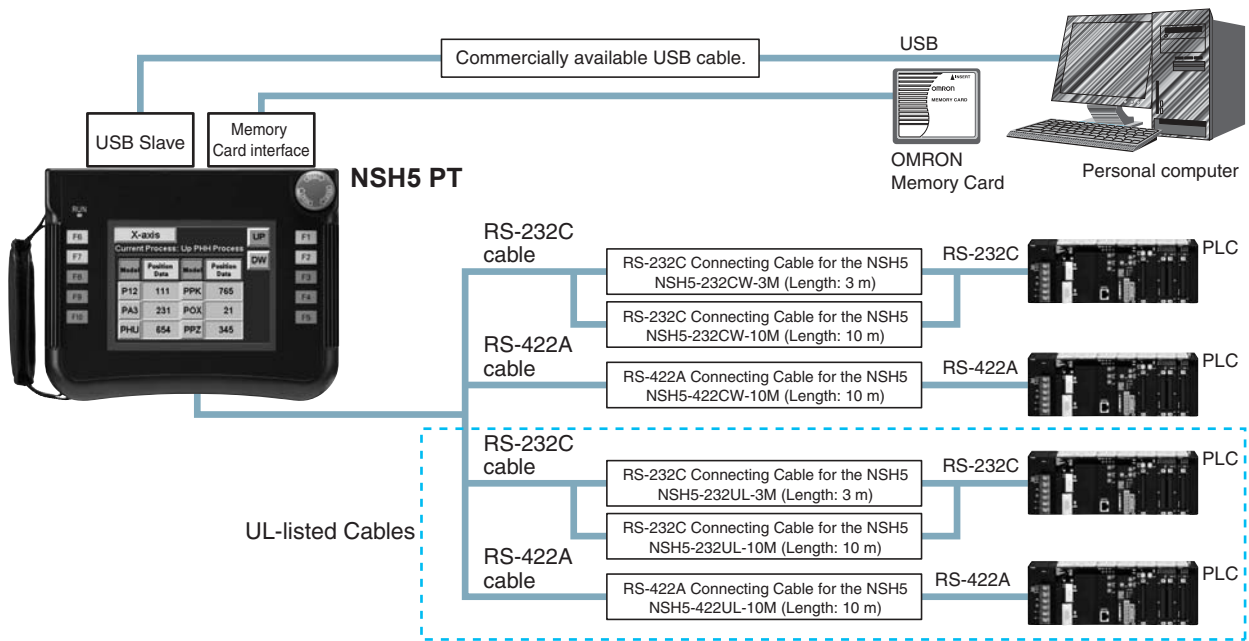 Commercially available USB cable.
USB
INSERT
OMRON
MEMORY CARD
OMRON
Memory Card
Personal computer
USB Slave
Memory
Card interface
NSH5 PT
RUN
F6
F7
F8
F9
F10
F1
F2
F3
F4
F5
X-axis
UP
Current Process: Up PHH Process
DW
Model
Position
Data
Model
Position
Data
P12 111 PPK 765
PA3 231 POX 21
PHU 654 PPZ 345
RS-232C
cable
RS-232C Connecting Cable for the NSH5
NSH5-232CW-3M (Length: 3 m)
RS-232C Connecting Cable for the NSH5
NSH5-232CW-10M (Length: 10 m)
RS-232C
PLC
RS-422A
cable
RS-422A Connecting Cable for the NSH5
NSH5-422CW-10M (Length: 10 m)
RS-422A
PLC
UL-listed Cables
RS-232C
cable
RS-232C Connecting Cable for the NSH5
NSH5-232UL-3M (Length: 3 m)
RS-232C Connecting Cable for the NSH5
NSH5-232UL-10M (Length: 10 m)
RS-232C
PLC
RS-422A
cable
RS-422A Connecting Cable for the NSH5
NSH5-422UL-10M (Length: 10 m)
RS-422A
PLC